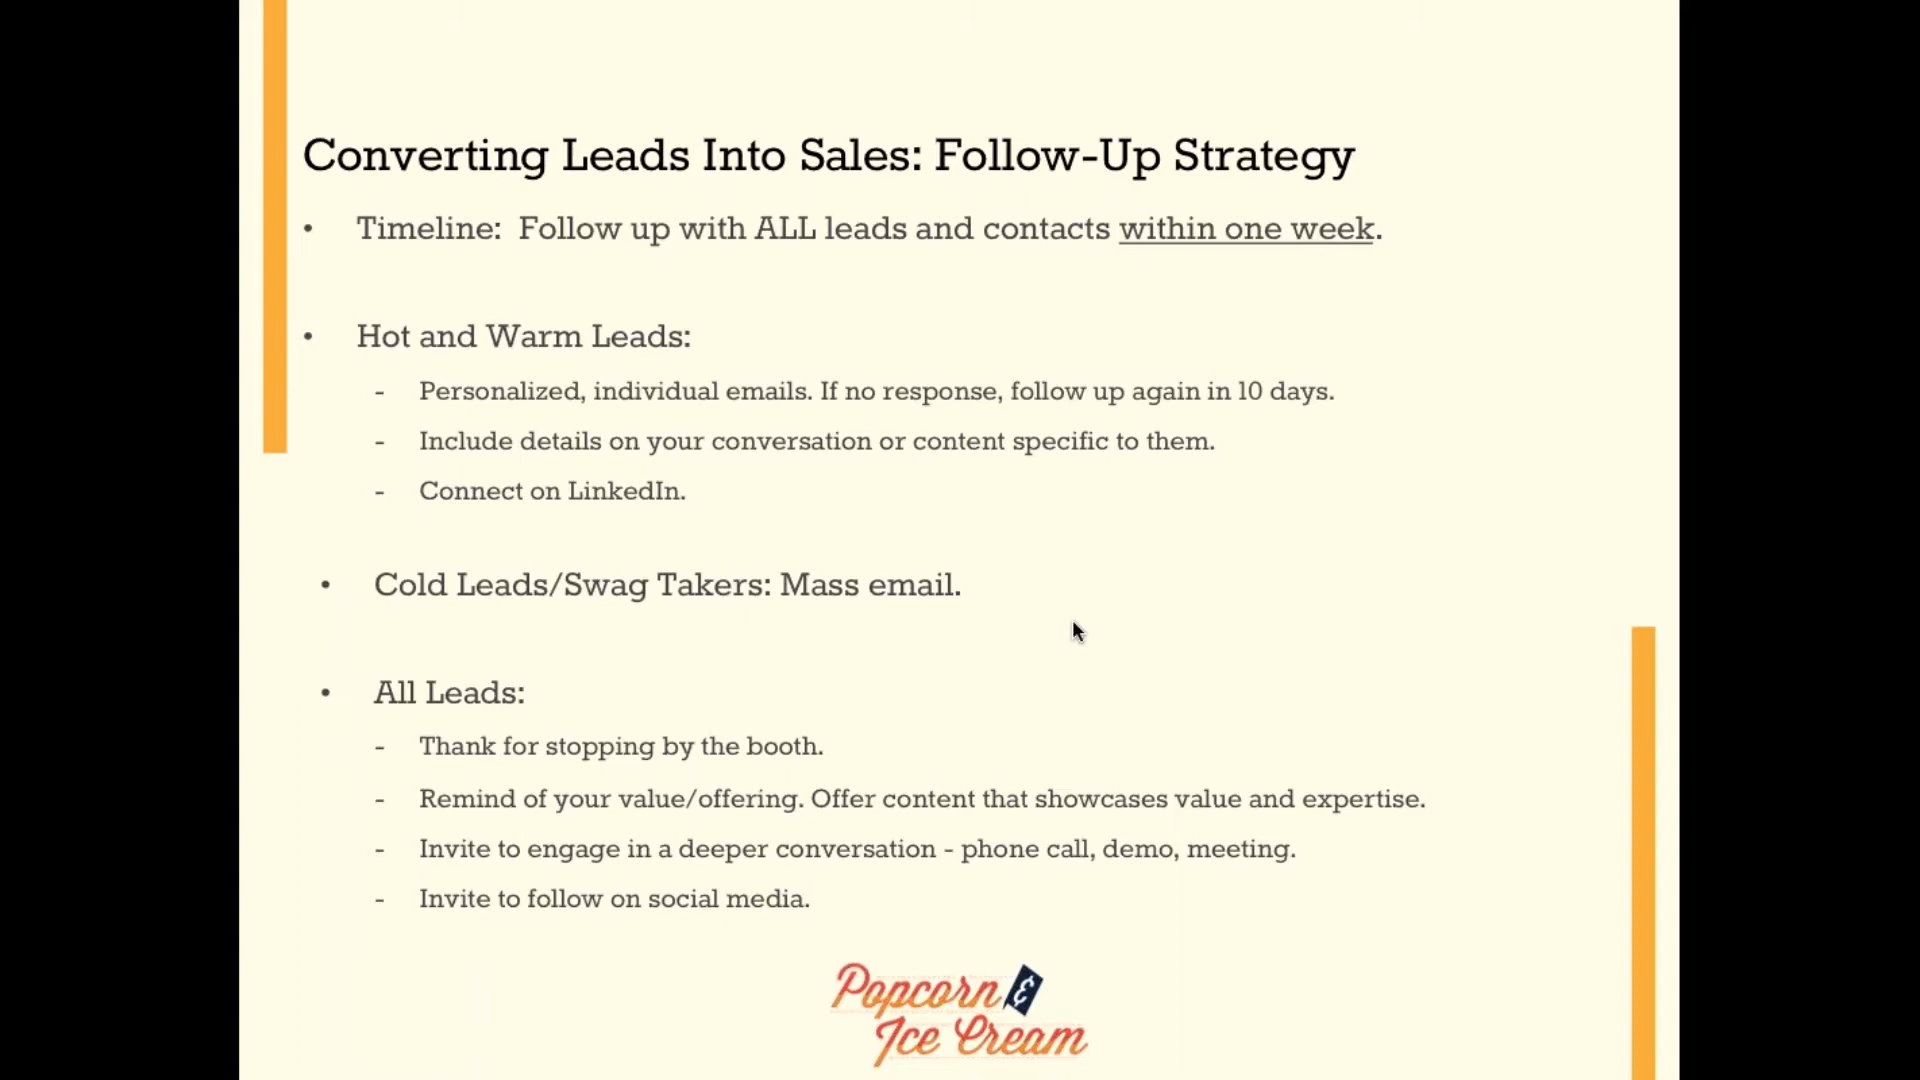 Converting Leads Into Sales: Follow-Up Strategy
• Timeline:  Follow up with ALL leads and contacts within one week.
• Hot and Warm Leads:
- Personalized, individual emails. If no response, follow up again in 10 days.
- Include details on your conversation or content specific to them.
- Connect on LinkedIn.
• Cold Leads/Swag Takers: Mass email.
• All Leads:
- Thank for stopping by the booth.
- Remind of your value/offering. Offer content that showcases value and expertise.
- Invite to engage in a deeper conversation - phone call, demo, meeting.
- Invite to follow on social media.
Popcorn &
Ice Cream